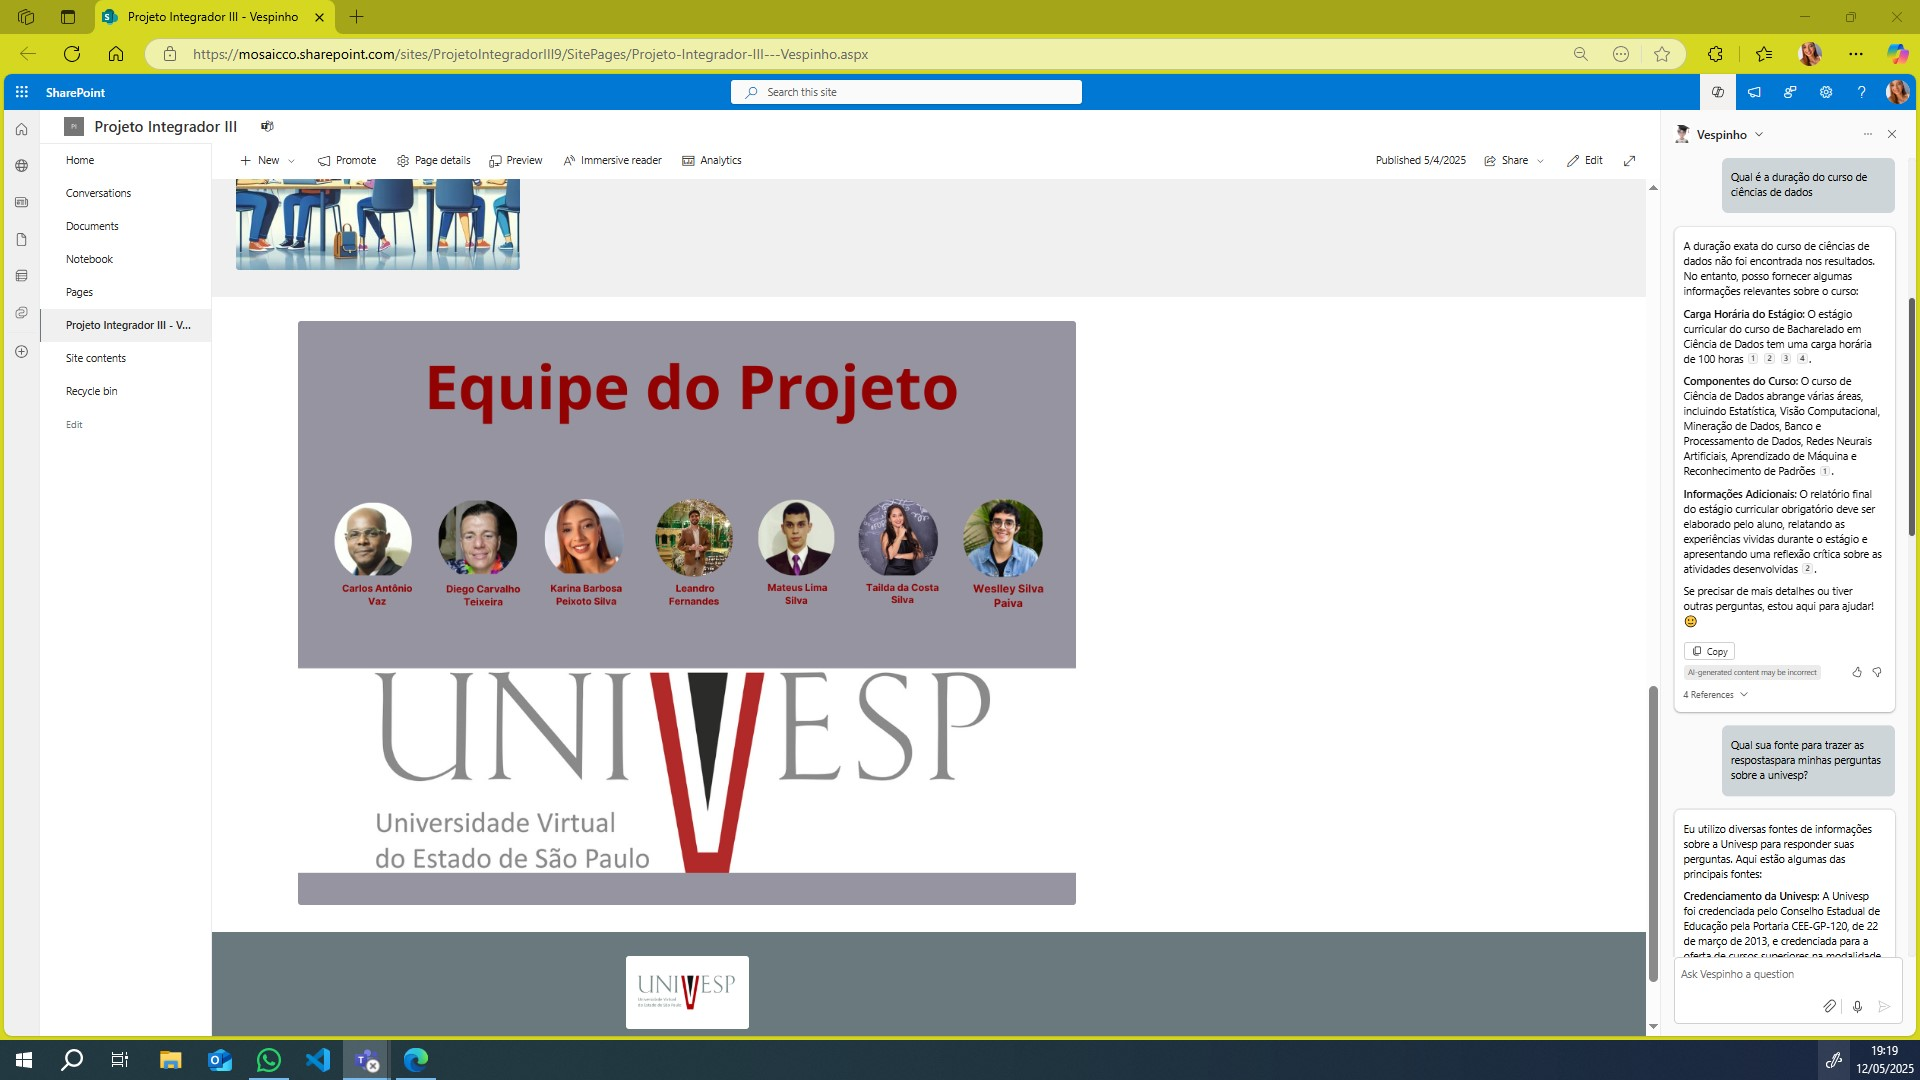 Projeto Integrador III - Vespinho
https://mosaicco.sharepoint.com/sites/ProjetoIntegradorIII9/SitePages/Projeto-Integrador-III---Vespinho.aspx
SharePoint
Search this site
Projeto Integrador III
Home
Conversations
Documents
Notebook
Pages
Projeto Integrador III - V...
Site contents
Recycle bin
Edit
New
Promote
Page details
Preview
Immersive reader
Analytics
Published 5/4/2025
Share
Edit
Equipe do Projeto
Carlos Antônio
Vaz
Diego Carvalho
Teixeira
Karina Barbosa
Peixoto Silva
Leandro
Fernandes
Mateus Lima
Silva
Tailda da Costa
Silva
Weslley Silva
Paiva
UNIVESP
Universidade Virtual
do Estado de São Paulo
UNIVESP
Universidade Virtual
do Estado de São Paulo
Vespinho
Qual é a duração do curso de
ciências de dados
A duração exata do curso de ciências de
dados não foi encontrada nos resultados.
No entanto, posso fornecer algumas
informações relevantes sobre o curso:
Carga Horária do Estágio: O estágio
curricular do curso de Bacharelado em
Ciência de Dados tem uma carga horária
de 100 horas 1 2 3 4 .
Componentes do Curso: O curso de
Ciência de Dados abrange várias áreas,
incluindo Estatística, Visão Computacional,
Mineração de Dados, Banco e
Processamento de Dados, Redes Neurais
Artificiais, Aprendizado de Máquina e
Reconhecimento de Padrões 1 .
Informações Adicionais: O relatório final
do estágio curricular obrigatório deve ser
elaborado pelo aluno, relatando as
experiências vividas durante o estágio e
apresentando uma reflexão crítica sobre as
atividades desenvolvidas 2 .
Se precisar de mais detalhes ou tiver
outras perguntas, estou aqui para ajudar!
Copy
AI-generated content may be incorrect
4 References
Qual sua fonte para trazer as
respostaspara minhas perguntas
sobre a univesp?
Eu utilizo diversas fontes de informações
sobre a Univesp para responder suas
perguntas. Aqui estão algumas das
principais fontes:
Credenciamento da Univesp: A Univesp
foi credenciada pelo Conselho Estadual de
Educação pela Portaria CEE-GP-120, de 22
de março de 2013, e credenciada para a
oferta de cursos superiores na modalidade
Ask Vespinho a question
19:19
12/05/2025